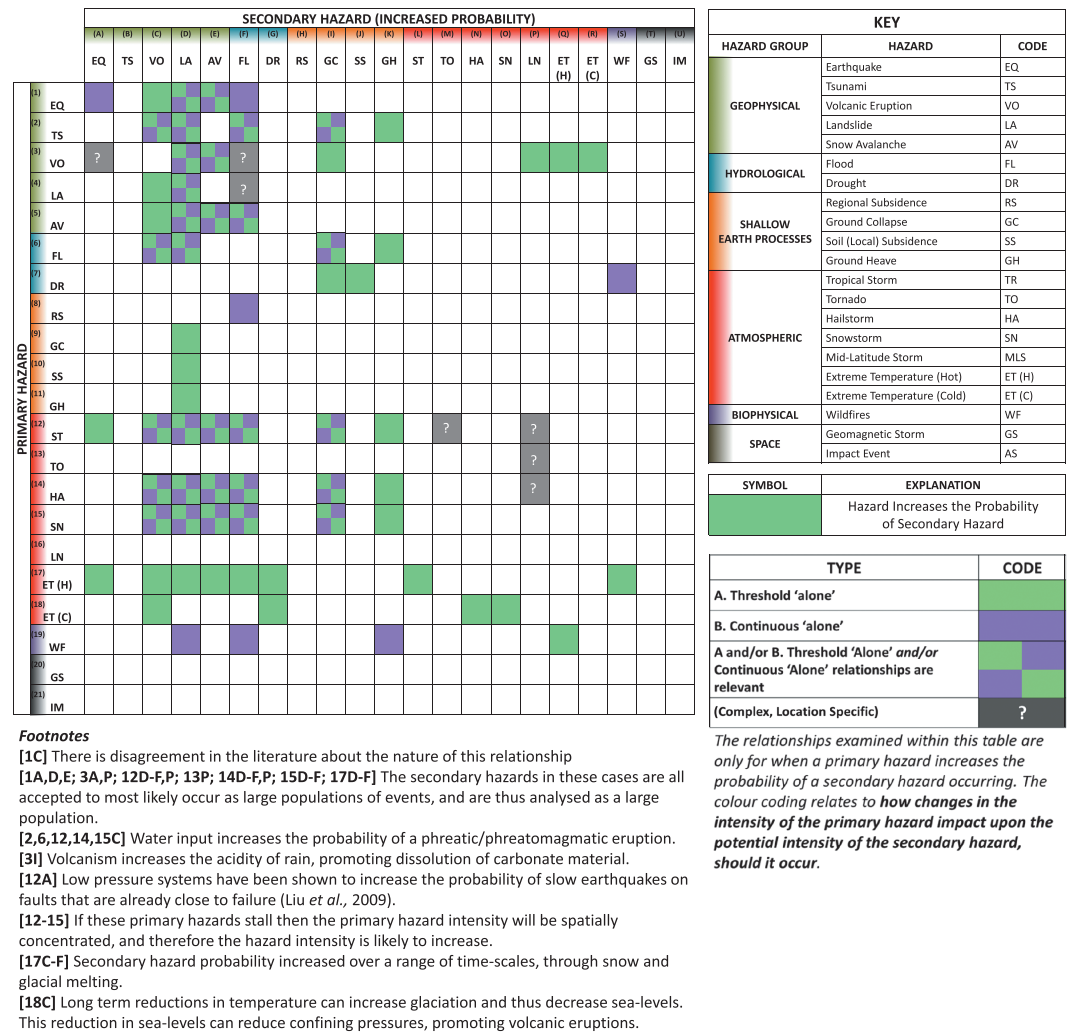 SECONDARY HAZARD (INCREASED PROBABILITY)
(A) (B) (C) (D) (E) (F) (G) (H) (I) (J) (K) (L) (M) (N) (O) (P) (Q) (R) (S) (T) (U)
EQ TS VO LA AV FL DR RS GC SS GH ST TO HA SN LN ET (H) ET (C) WF GS IM
PRIMARY HAZARD
(1) EQ
(2) TS
(3) VO ? ?
(4) LA ?
(5) AV
(6) FL
(7) DR
(8) RS
(9) GC
(10) SS
(11) GH
(12) ST ? ?
(13) TO ?
(14) HA ?
(15) SN
(16) LN
(17) ET (H)
(18) ET (C)
(19) WF
(20) GS
(21) IM
KEY
HAZARD GROUP HAZARD CODE
GEOPHYSICAL
Earthquake EQ
Tsunami TS
Volcanic Eruption VO
Landslide LA
Snow Avalanche AV
HYDROLOGICAL
Flood FL
Drought DR
SHALLOW
EARTH PROCESSES
Regional Subsidence RS
Ground Collapse GC
Soil (Local) Subsidence SS
Ground Heave GH
ATMOSPHERIC
Tropical Storm TR
Tornado TO
Hailstorm HA
Snowstorm SN
Mid-Latitude Storm MLS
Extreme Temperature (Hot) ET (H)
Extreme Temperature (Cold) ET (C)
BIOPHYSICAL
Wildfires WF
SPACE
Geomagnetic Storm GS
Impact Event AS
SYMBOL EXPLANATION
Hazard Increases the Probability
of Secondary Hazard
TYPE CODE
A. Threshold ‘alone’
B. Continuous ‘alone’
A and/or B. Threshold ‘Alone’ and/or
Continuous ‘Alone’ relationships are
relevant
(Complex, Location Specific) ?
The relationships examined within this table are
only for when a primary hazard increases the
probability of a secondary hazard occurring. The
colour coding relates to how changes in the
intensity of the primary hazard impact upon the
potential intensity of the secondary hazard,
should it occur.
Footnotes
[1C] There is disagreement in the literature about the nature of this relationship
[1A,D,E; 3A,P; 12D-F,P; 13P; 14D-F,P; 15D-F; 17D-F] The secondary hazards in these cases are all
accepted to most likely occur as large populations of events, and are thus analysed as a large
population.
[2,6,12,14,15C] Water input increases the probability of a phreatic/phreatomagmatic eruption.
[3I] Volcanism increases the acidity of rain, promoting dissolution of carbonate material.
[12A] Low pressure systems have been shown to increase the probability of slow earthquakes on
faults that are already close to failure (Liu et al., 2009).
[12-15] If these primary hazards stall then the primary hazard intensity will be spatially
concentrated, and therefore the hazard intensity is likely to increase.
[17C-F] Secondary hazard probability increased over a range of time-scales, through snow and
glacial melting.
[18C] Long term reductions in temperature can increase glaciation and thus decrease sea-levels.
This reduction in sea-levels can reduce confining pressures, promoting volcanic eruptions.